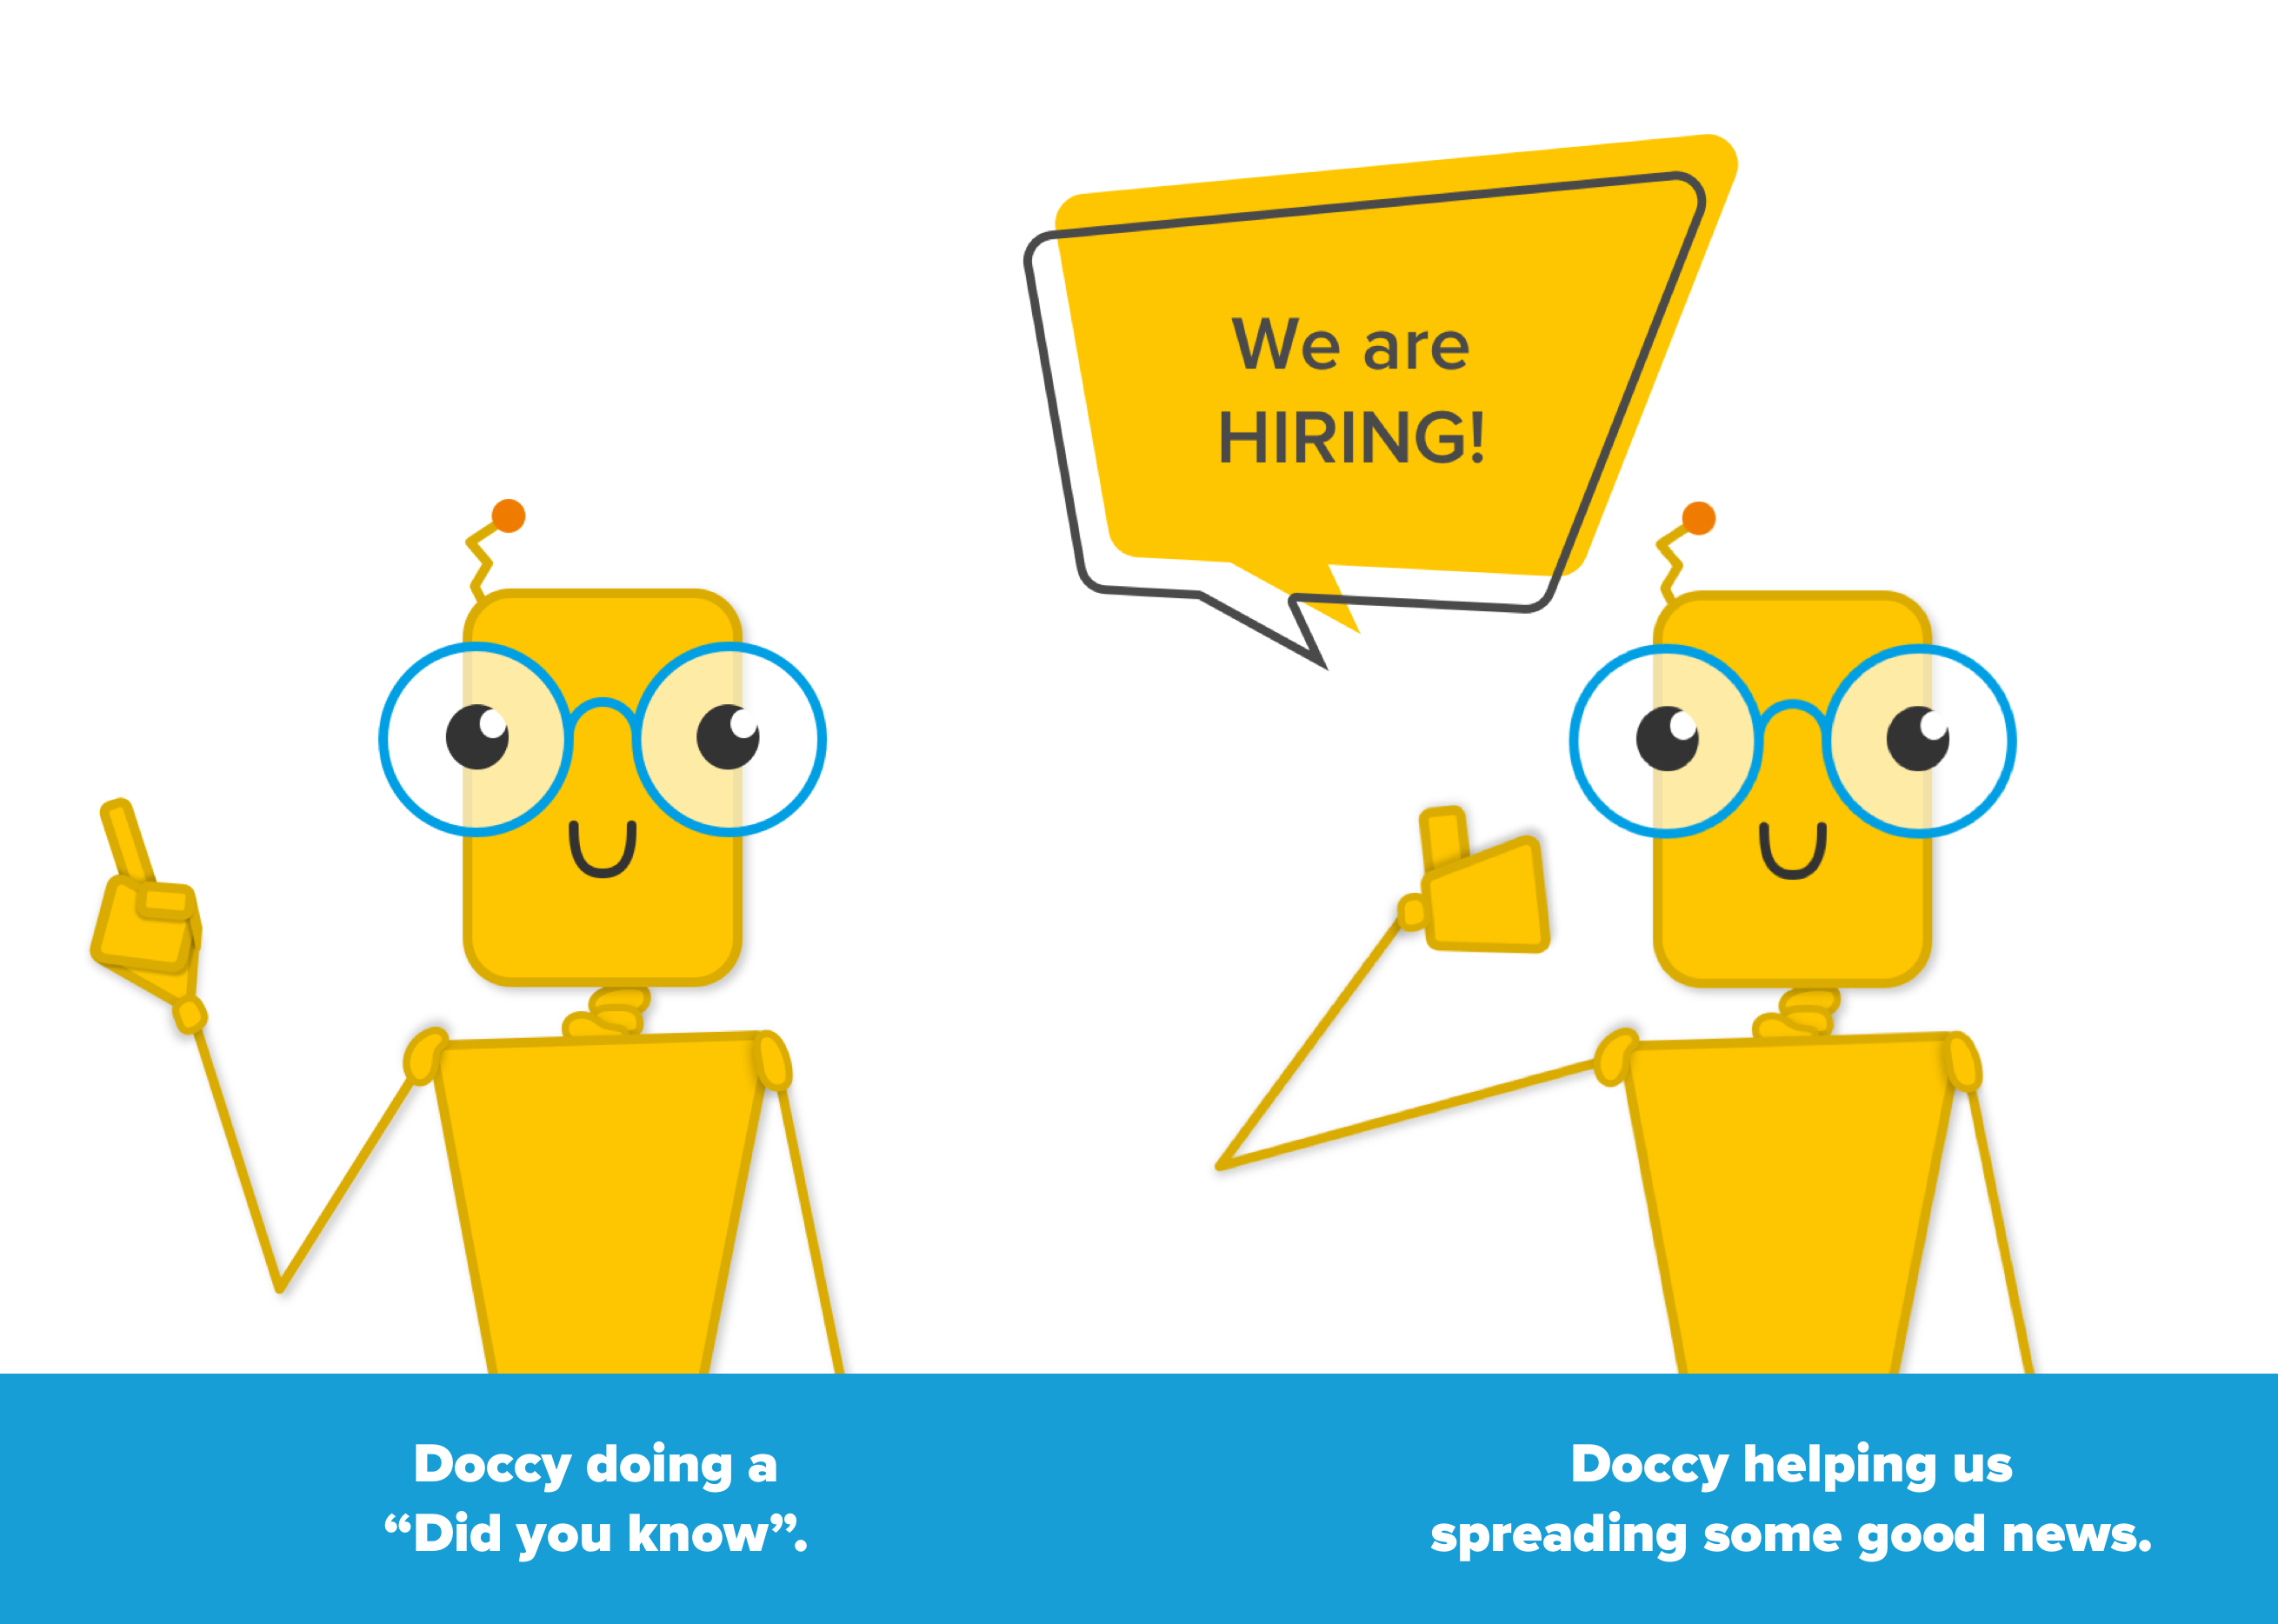 We are
HIRING!
Doccy doing a
“Did you know”.
Doccy helping us
spreading some good news.